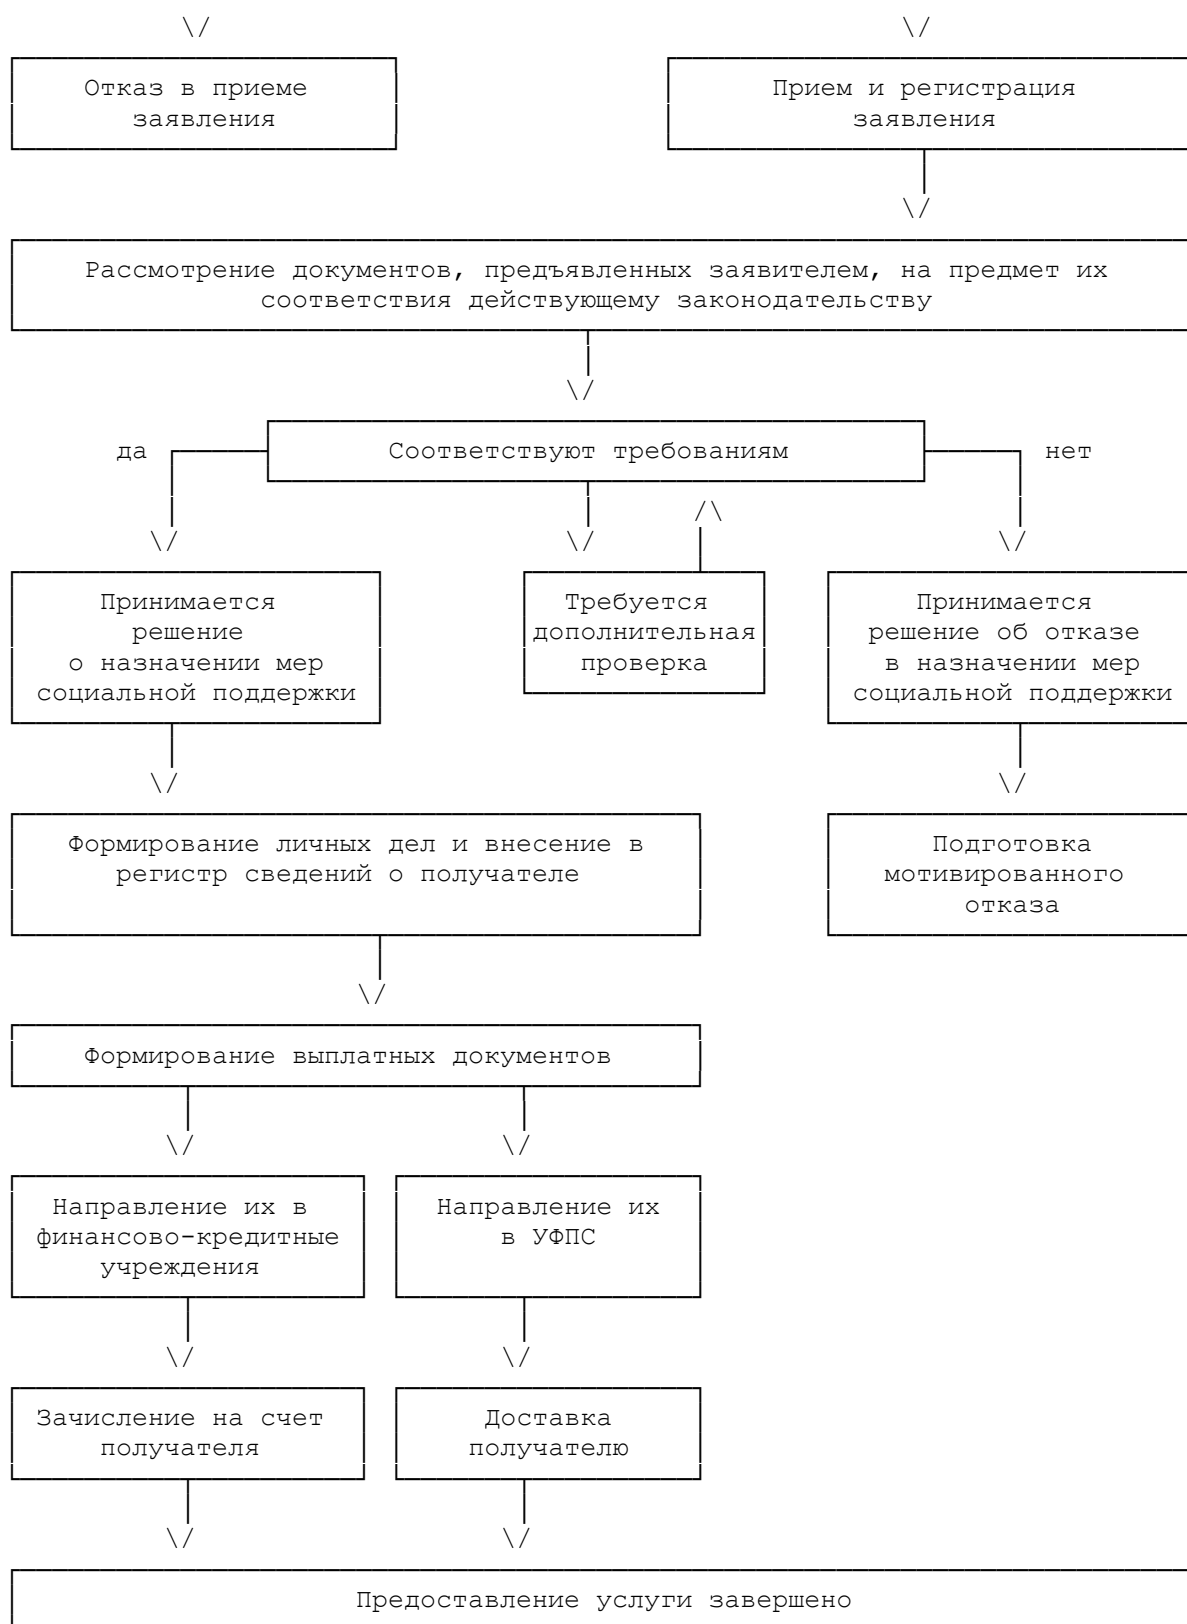 Отказ в приеме
заявления
Прием и регистрация
заявления
Рассмотрение документов, предъявленных заявителем, на предмет их
соответствия действующему законодательству
да
Соответствуют требованиям
нет
Принимается
решение
о назначении мер
социальной поддержки
Требуется
дополнительная
проверка
Принимается
решение об отказе
в назначении мер
социальной поддержки
Формирование личных дел и внесение в
регистр сведений о получателе
Подготовка
мотивированного
отказа
Формирование выплатных документов
Направление их в
финансово-кредитные
учреждения
Направление их
в УФПС
Зачисление на счет
получателя
Доставка
получателю
Предоставление услуги завершено